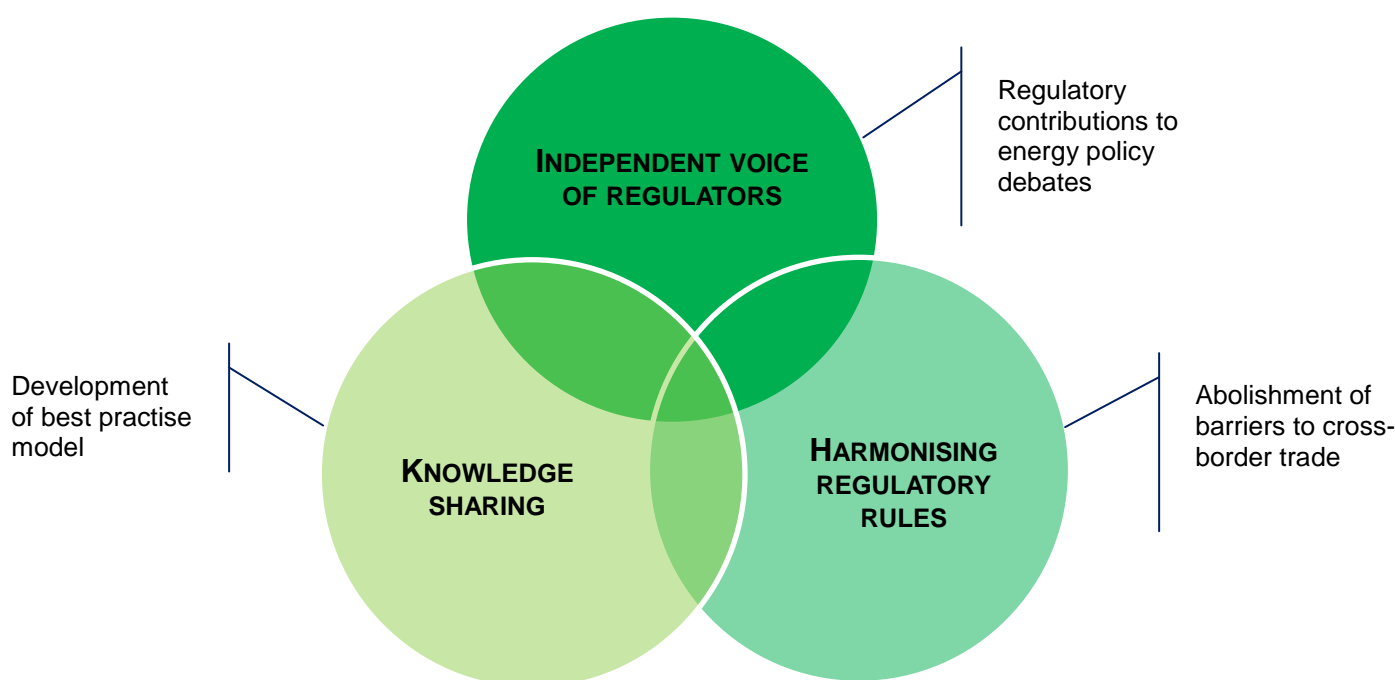 INDEPENDENT VOICE
OF REGULATORS
Regulatory
contributions to
energy policy
debates
Development
of best practise
model
KNOWLEDGE
SHARING
HARMONISING
REGULATORY
RULES
Abolishment of
barriers to cross-
border trade